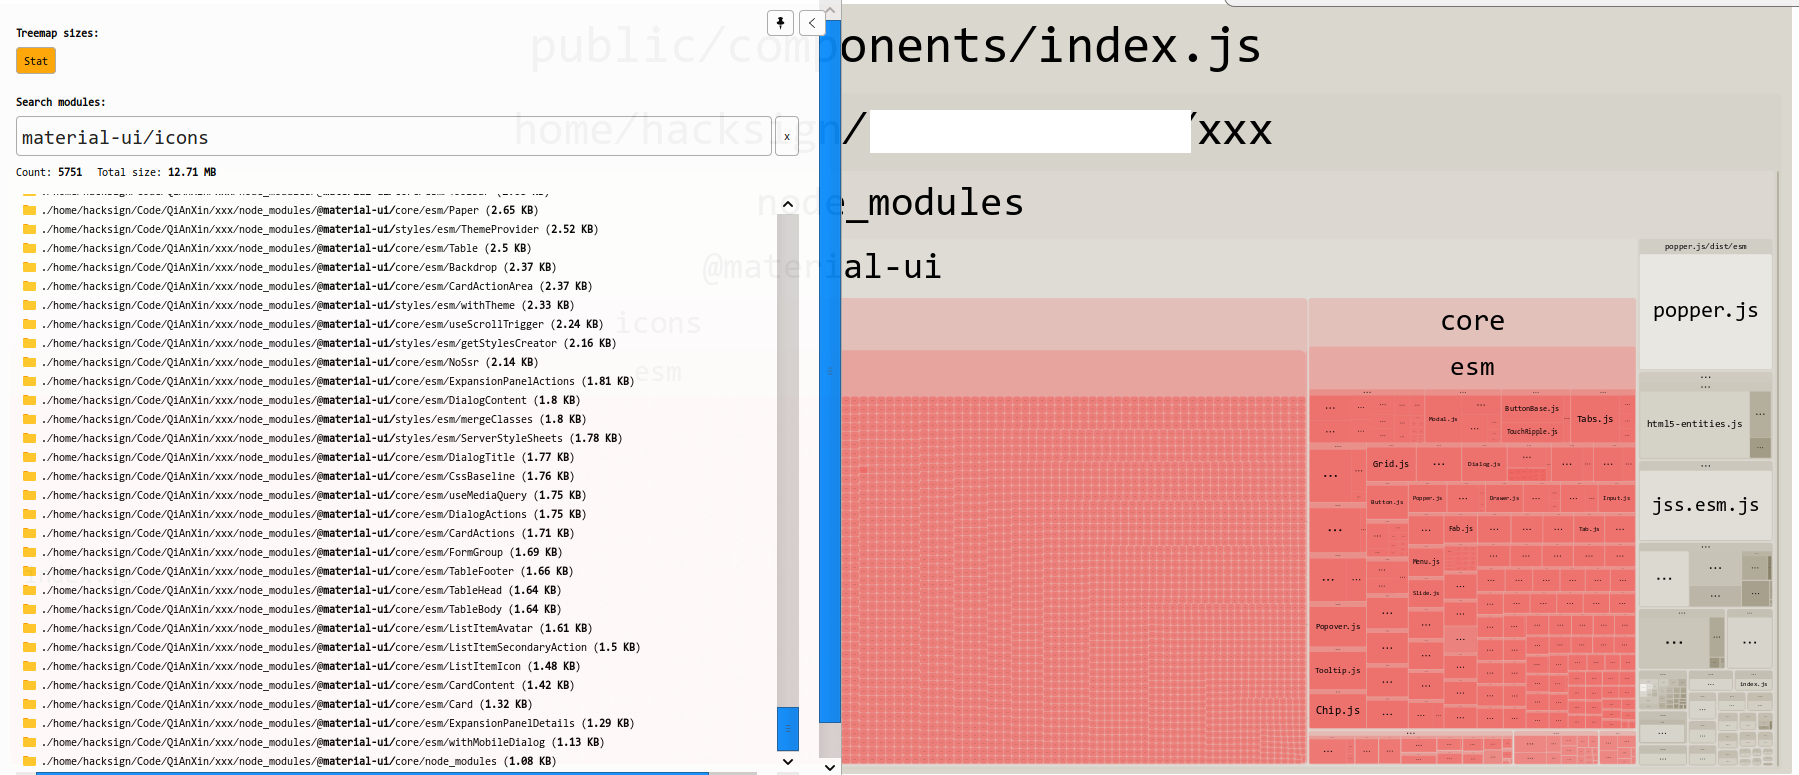 Treemap sizes:
Stat
Search modules:
material-ui/icons
x
Count: 5751 Total size: 12.71 MB
./home/hacksign/Code/QiAnXin/xxx/node_modules/@material-ui/core/esm/Paper (2.65 KB)
./home/hacksign/Code/QiAnXin/xxx/node_modules/@material-ui/styles/esm/ThemeProvider (2.52 KB)
./home/hacksign/Code/QiAnXin/xxx/node_modules/@material-ui/core/esm/Table (2.5 KB)
./home/hacksign/Code/QiAnXin/xxx/node_modules/@material-ui/core/esm/Backdrop (2.37 KB)
./home/hacksign/Code/QiAnXin/xxx/node_modules/@material-ui/core/esm/CardActionArea (2.37 KB)
./home/hacksign/Code/QiAnXin/xxx/node_modules/@material-ui/styles/esm/withTheme (2.33 KB)
./home/hacksign/Code/QiAnXin/xxx/node_modules/@material-ui/core/esm/useScrollTrigger (2.24 KB)
./home/hacksign/Code/QiAnXin/xxx/node_modules/@material-ui/styles/esm/getStylesCreator (2.16 KB)
./home/hacksign/Code/QiAnXin/xxx/node_modules/@material-ui/core/esm/NoSsr (2.14 KB)
./home/hacksign/Code/QiAnXin/xxx/node_modules/@material-ui/core/esm/ExpansionPanelActions (1.81 KB)
./home/hacksign/Code/QiAnXin/xxx/node_modules/@material-ui/core/esm/DialogContent (1.8 KB)
./home/hacksign/Code/QiAnXin/xxx/node_modules/@material-ui/styles/esm/mergeClasses (1.8 KB)
./home/hacksign/Code/QiAnXin/xxx/node_modules/@material-ui/styles/esm/ServerStyleSheets (1.78 KB)
./home/hacksign/Code/QiAnXin/xxx/node_modules/@material-ui/core/esm/DialogTitle (1.77 KB)
./home/hacksign/Code/QiAnXin/xxx/node_modules/@material-ui/core/esm/CssBaseline (1.76 KB)
./home/hacksign/Code/QiAnXin/xxx/node_modules/@material-ui/core/esm/useMediaQuery (1.75 KB)
./home/hacksign/Code/QiAnXin/xxx/node_modules/@material-ui/core/esm/DialogActions (1.75 KB)
./home/hacksign/Code/QiAnXin/xxx/node_modules/@material-ui/core/esm/CardActions (1.71 KB)
./home/hacksign/Code/QiAnXin/xxx/node_modules/@material-ui/core/esm/FormGroup (1.69 KB)
./home/hacksign/Code/QiAnXin/xxx/node_modules/@material-ui/core/esm/TableFooter (1.66 KB)
./home/hacksign/Code/QiAnXin/xxx/node_modules/@material-ui/core/esm/TableHead (1.64 KB)
./home/hacksign/Code/QiAnXin/xxx/node_modules/@material-ui/core/esm/TableBody (1.64 KB)
./home/hacksign/Code/QiAnXin/xxx/node_modules/@material-ui/core/esm/ListItemAvatar (1.61 KB)
./home/hacksign/Code/QiAnXin/xxx/node_modules/@material-ui/core/esm/ListItemSecondaryAction (1.5 KB)
./home/hacksign/Code/QiAnXin/xxx/node_modules/@material-ui/core/esm/ListItemIcon (1.48 KB)
./home/hacksign/Code/QiAnXin/xxx/node_modules/@material-ui/core/esm/CardContent (1.42 KB)
./home/hacksign/Code/QiAnXin/xxx/node_modules/@material-ui/core/esm/Card (1.32 KB)
./home/hacksign/Code/QiAnXin/xxx/node_modules/@material-ui/core/esm/ExpansionPanelDetails (1.29 KB)
./home/hacksign/Code/QiAnXin/xxx/node_modules/@material-ui/core/esm/withMobileDialog (1.13 KB)
./home/hacksign/Code/QiAnXin/xxx/node_modules/@material-ui/core/node_modules (1.08 KB)
public/components/index.js
home/hacksign/ /xxx
node_modules
@material-ui
icons
esm
core
esm
Modal.js
ButtonBase.js
TouchRipple.js
Tabs.js
Grid.js
Dialog.js
Button.js
Popper.js
Drawer.js
Input.js
Fab.js
Tab.js
Menu.js
Slide.js
Popover.js
Tooltip.js
Chip.js
popper.js/dist/esm
popper.js
html5-entities.js
jss.esm.js
index.js